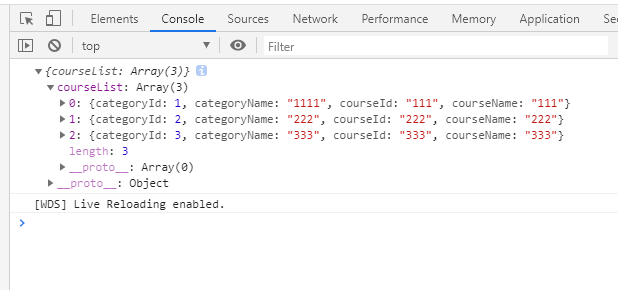 Elements Console Sources Network Performance Memory Application Sec
top ▼ Filter
▼{courseList: Array(3)} i
▼courseList: Array(3)
▶0: {categoryId: 1, categoryName: "1111", courseId: "111", courseName: "111"}
▶1: {categoryId: 2, categoryName: "222", courseId: "222", courseName: "222"}
▶2: {categoryId: 3, categoryName: "333", courseId: "333", courseName: "333"}
length: 3
▶__proto__: Array(0)
▶__proto__: Object
[WDS] Live Reloading enabled.
>